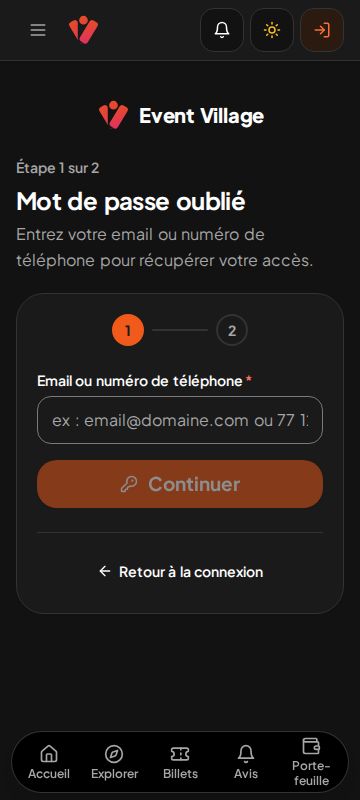 Event Village
Étape 1 sur 2
Mot de passe oublié
Entrez votre email ou numéro de
téléphone pour récupérer votre accès.
1
2
Email ou numéro de téléphone *
ex : email@domaine.com ou 77 1
Continuer
Retour à la connexion
Accueil
Explorer
Billets
Avis
Porte-
feuille